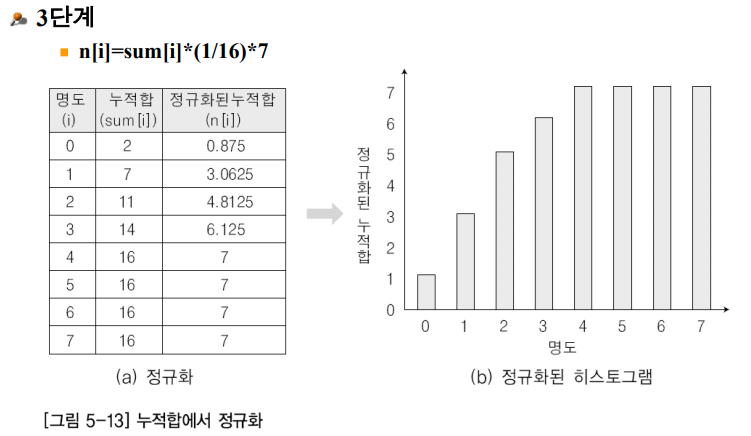 3단계
n[i]=sum[i]*(1/16)*7
명도 누적합 정규화된누적합
(i) (sum[i]) (n[i])
0 2 0.875
1 7 3.0625
2 11 4.8125
3 14 6.125
4 16 7
5 16 7
6 16 7
7 16 7
(a) 정규화
정규화된 누적합
7
6
5
4
3
2
1
0
0 1 2 3 4 5 6 7
명도
(b) 정규화된 히스토그램
[그림 5-13] 누적합에서 정규화